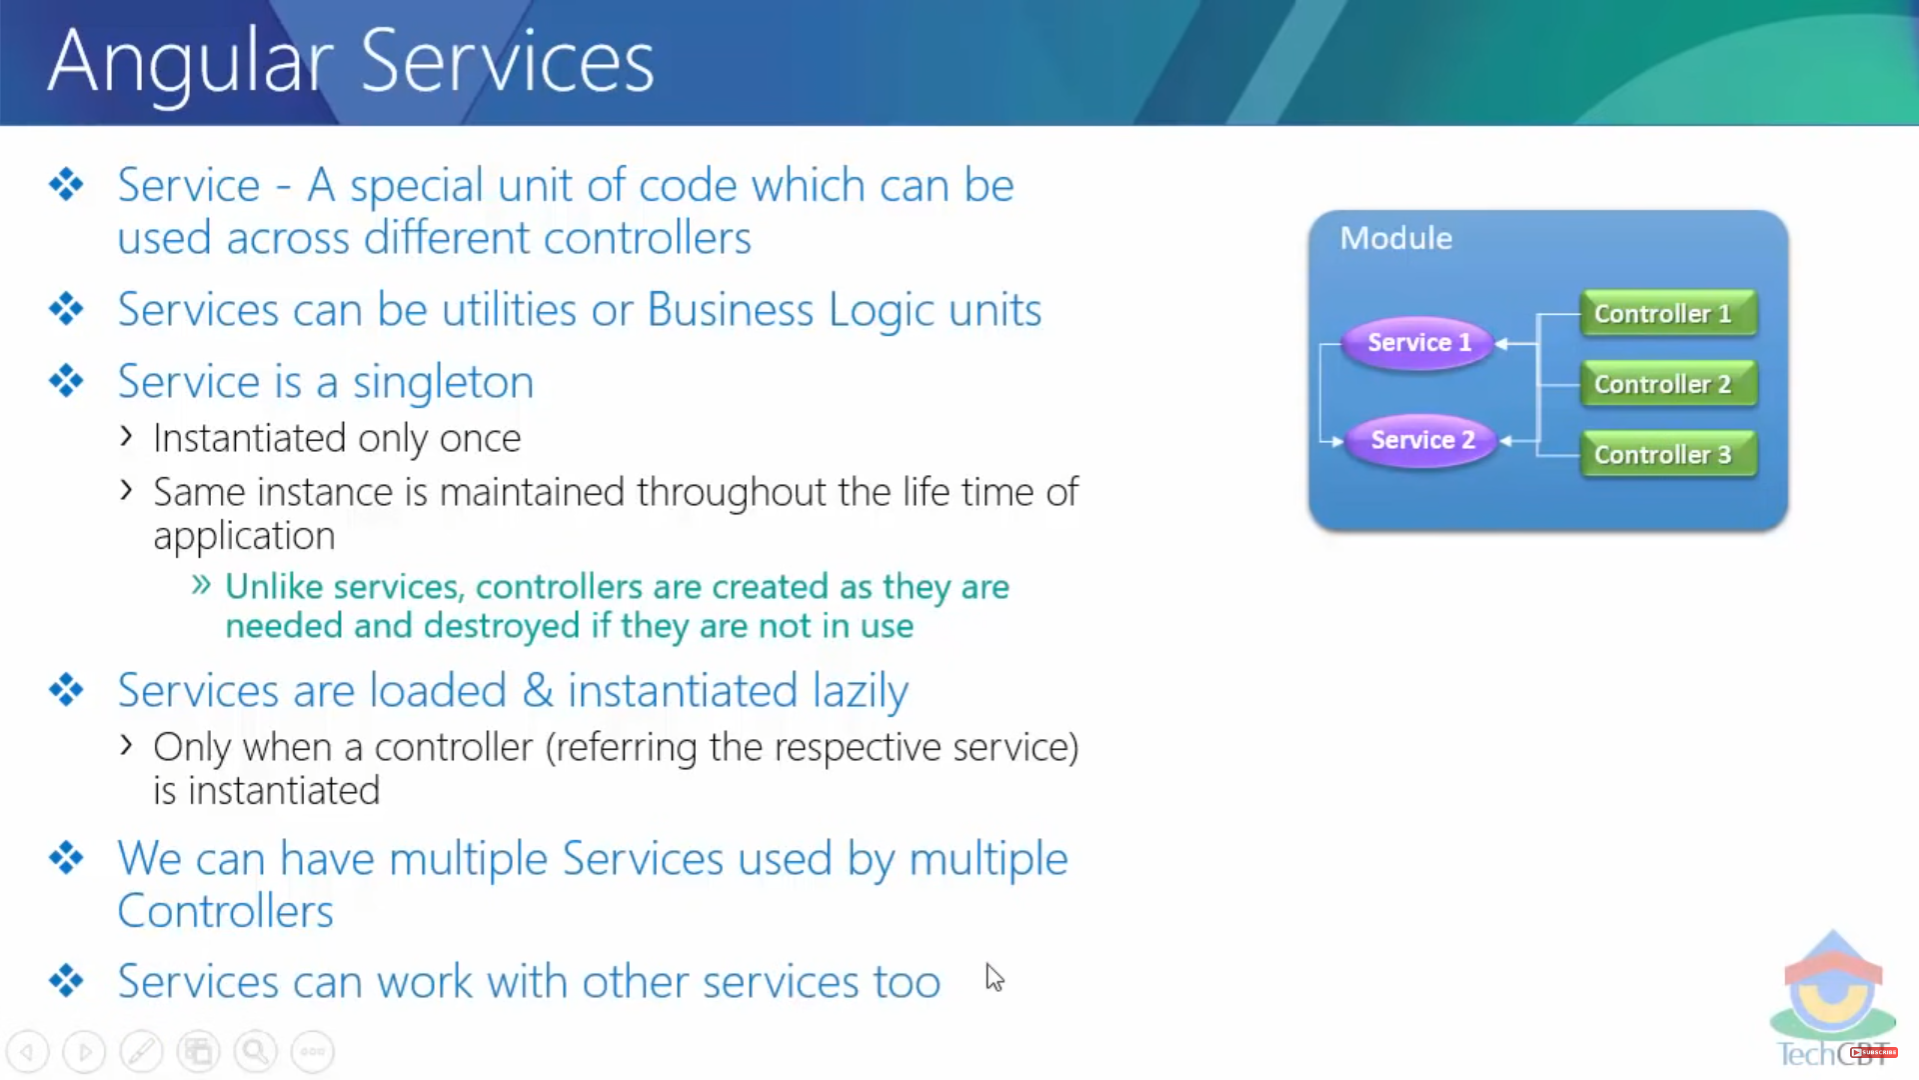 Angular Services
Service - A special unit of code which can be
used across different controllers
Services can be utilities or Business Logic units
Service is a singleton
Instantiated only once
Same instance is maintained throughout the life time of
application
Unlike services, controllers are created as they are
needed and destroyed if they are not in use
Services are loaded & instantiated lazily
Only when a controller (referring the respective service)
is instantiated
We can have multiple Services used by multiple
Controllers
Services can work with other services too
Module
Service 1
Service 2
Controller 1
Controller 2
Controller 3
TechCBT
SUBSCRIBE